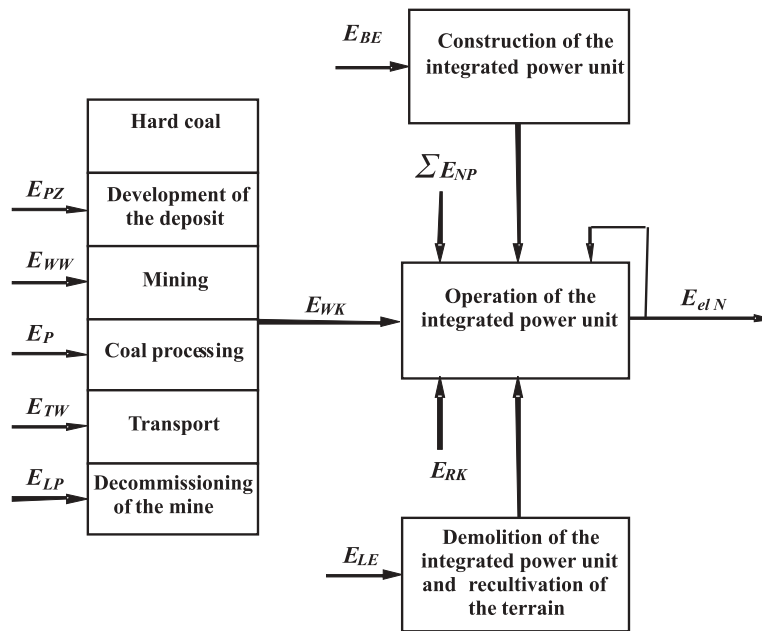 E_BE
Construction of the
integrated power unit
Hard coal
E_PZ
Development of
the deposit
∑ E_NP
E_WW
Mining
E_WK
Operation of the
integrated power unit
E_el N
E_P
Coal processing
E_TW
Transport
E_RK
E_LP
Decommissioning
of the mine
E_LE
Demolition of the
integrated power unit
and recultivation of
the terrain